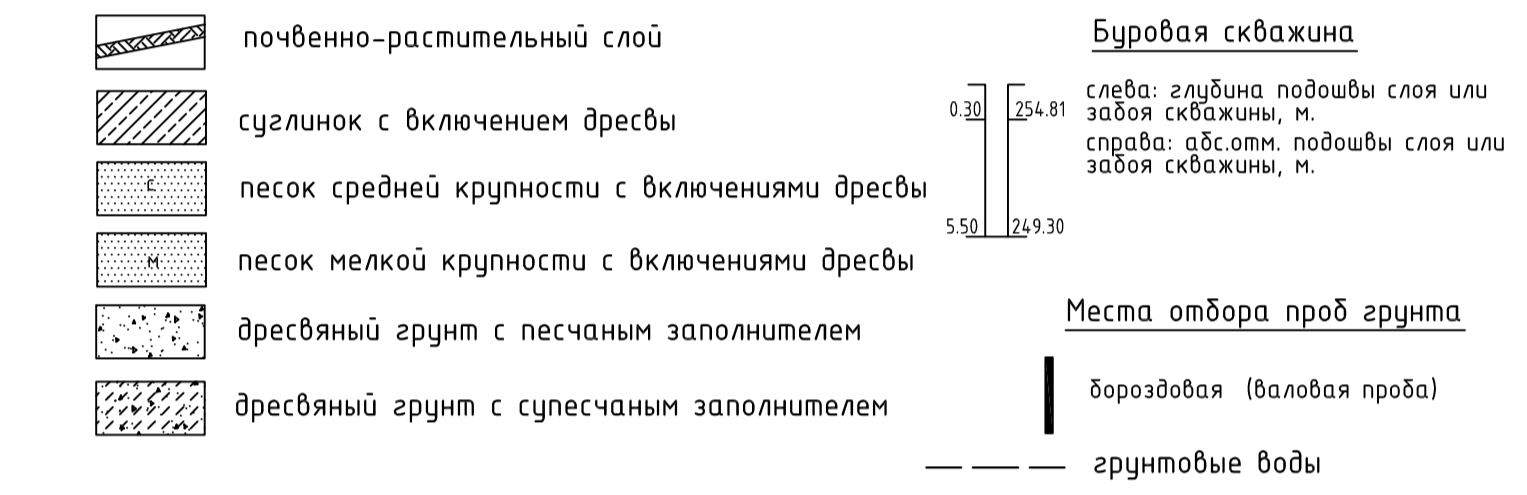 почвенно-растительный слой
суглинок с включением дресвы
С
песок средней крупности с включениями дресвы
М
песок мелкой крупности с включениями дресвы
дресвяный грунт с песчаным заполнителем
дресвяный грунт с супесчаным заполнителем
Буровая скважина
0.30
254.81
5.50
249.30
слева: глубина подошвы слоя или
забоя скважины, м.
справа: абс.отм. подошвы слоя или
забоя скважины, м.
Места отбора проб грунта
бороздовая (валовая проба)
грунтовые воды